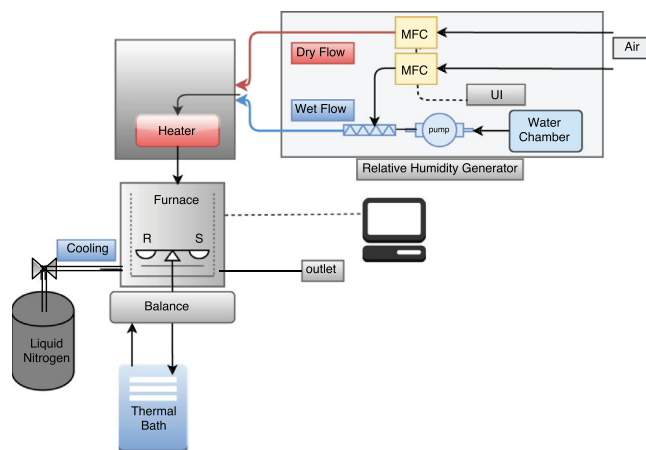 MFC
Air
Dry Flow
MFC
UI
Wet Flow
pump
Water
Chamber
Heater
Relative Humidity Generator
Furnace
R
S
Cooling
outlet
Balance
Liquid
Nitrogen
Thermal
Bath